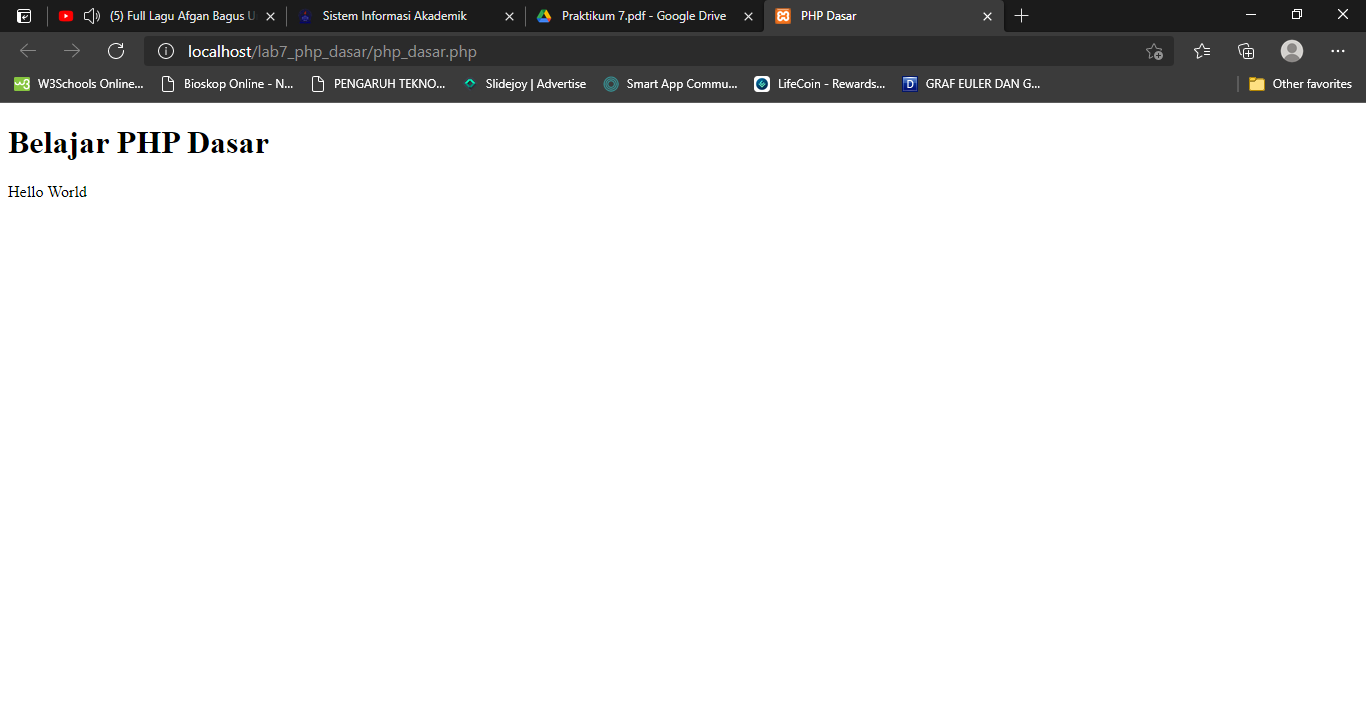 (5) Full Lagu Afgan Bagus
Sistem Informasi Akademik
Praktikum 7.pdf - Google Drive
PHP Dasar
localhost/lab7_php_dasar/php_dasar.php
W3Schools Online...
Bioskop Online - N...
PENGARUH TEKNO...
Slidejoy | Advertise
Smart App Commu...
LifeCoin - Rewards...
GRAF EULER DAN G...
Other favorites
Belajar PHP Dasar
Hello World